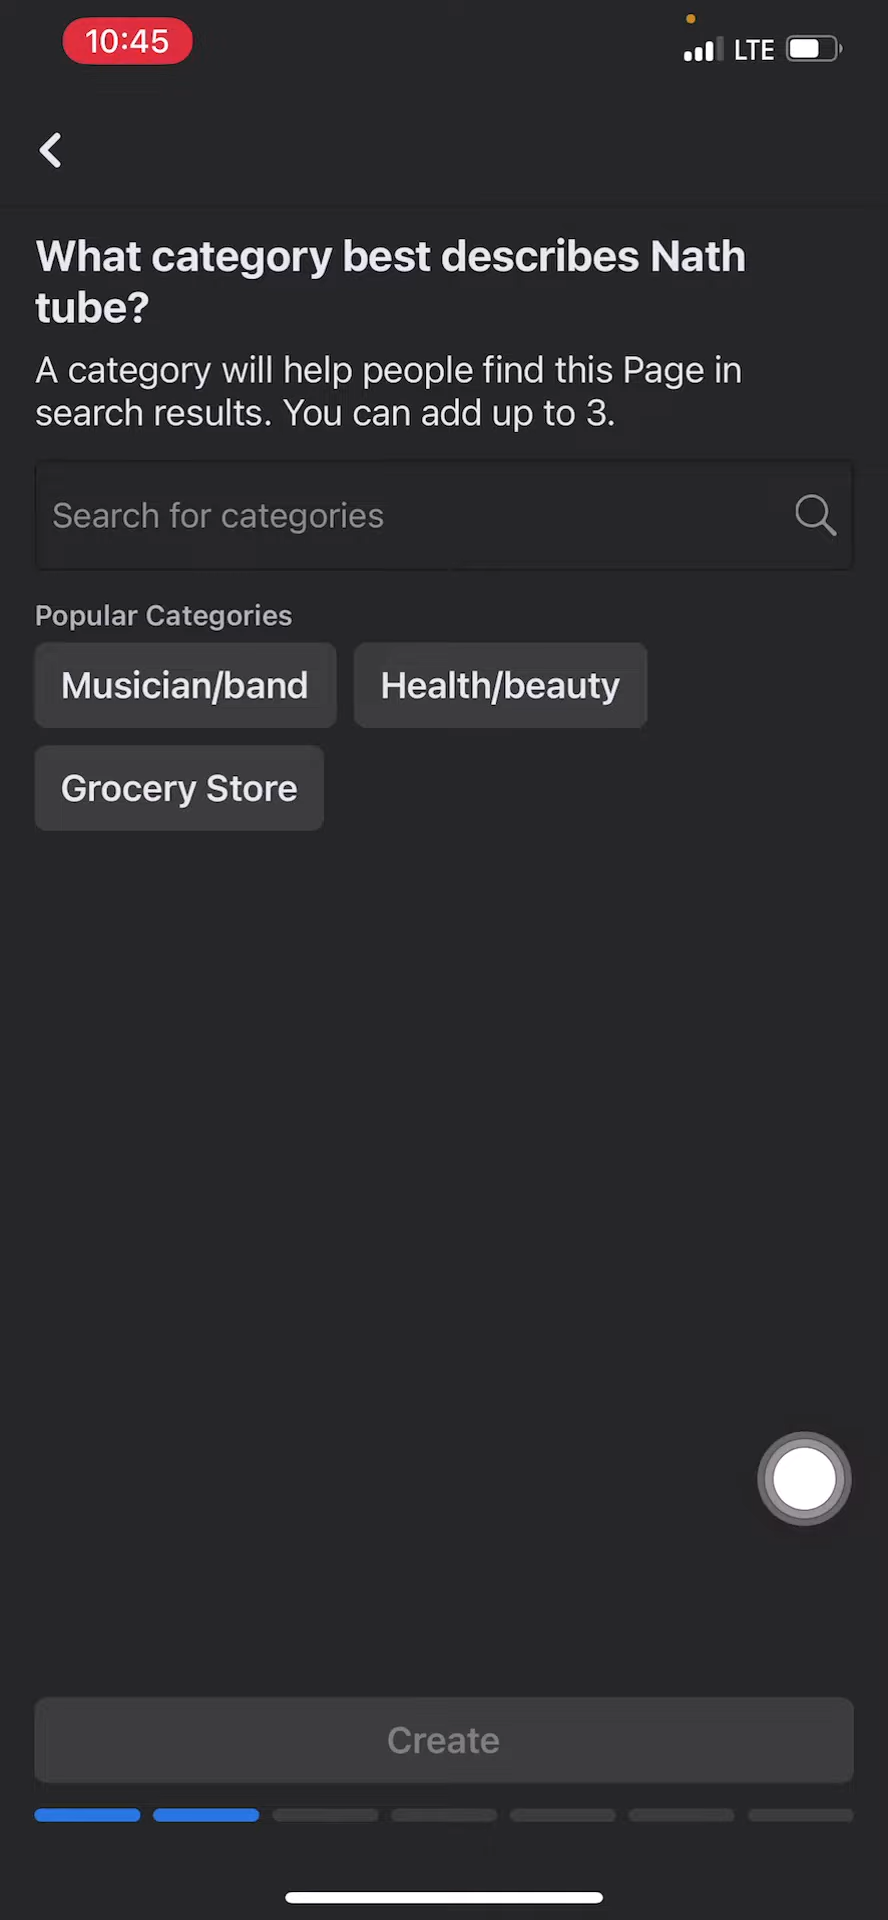 10:45
LTE
What category best describes Nath
tube?
A category will help people find this Page in
search results. You can add up to 3.
Search for categories
Popular Categories
Musician/band
Health/beauty
Grocery Store
Create